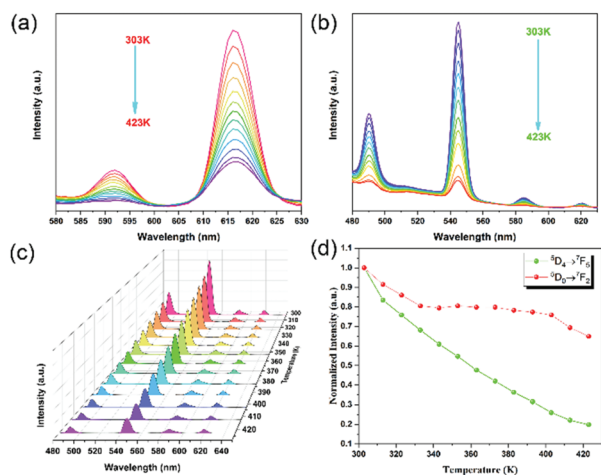 (a)
303K
423K
Intensity (a.u.)
580 585 590 595 600 605 610 615 620 625 630
Wavelength (nm)
(b)
303K
423K
Intensity (a.u.)
480 500 520 540 560 580 600 620
Wavelength (nm)
(c)
Intensity (a.u.)
300
310
320
330
340
350
360
370
380
390
400
410
420
Temperature(K)
480 500 520 540 560 580 600 620 640
Wavelength (nm)
(d)
⁵D₄→⁷F₅
⁵D₀→⁷F₂
Normalized Intensity (a.u.)
1.0
0.9
0.8
0.7
0.6
0.5
0.4
0.3
0.2
0.1
300 320 340 360 380 400 420
Temperature (K)